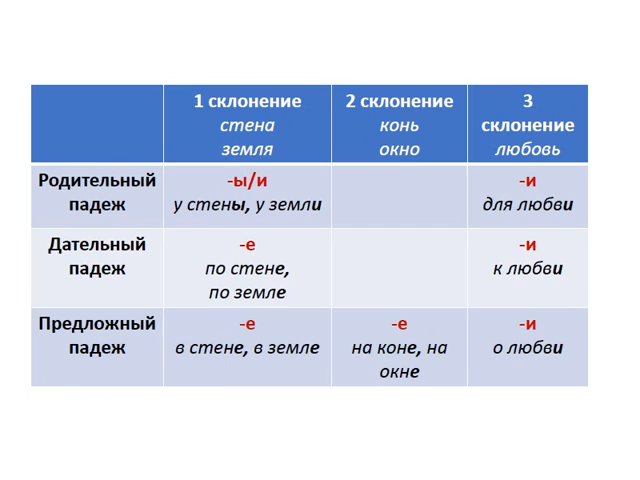 1 склонение
стена
земля
2 склонение
конь
окно
3
склонение
любовь
Родительный
падеж
-ы/и
у стены, у земли
-и
для любви
Дательный
падеж
-е
по стене,
по земле
-и
к любви
Предложный
падеж
-е
в стене, в земле
-е
на коне, на
окне
-и
о любви